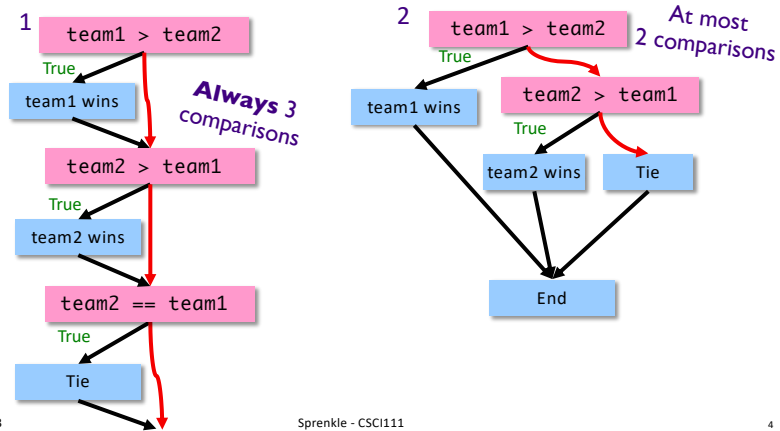 1
team1 > team2
True
team1 wins
Always 3
comparisons
team2 > team1
True
team2 wins
team2 == team1
True
Tie
2
team1 > team2
At most
2 comparisons
True
team1 wins
team2 > team1
True
team2 wins
Tie
End
Sprenkle - CSCI111
4